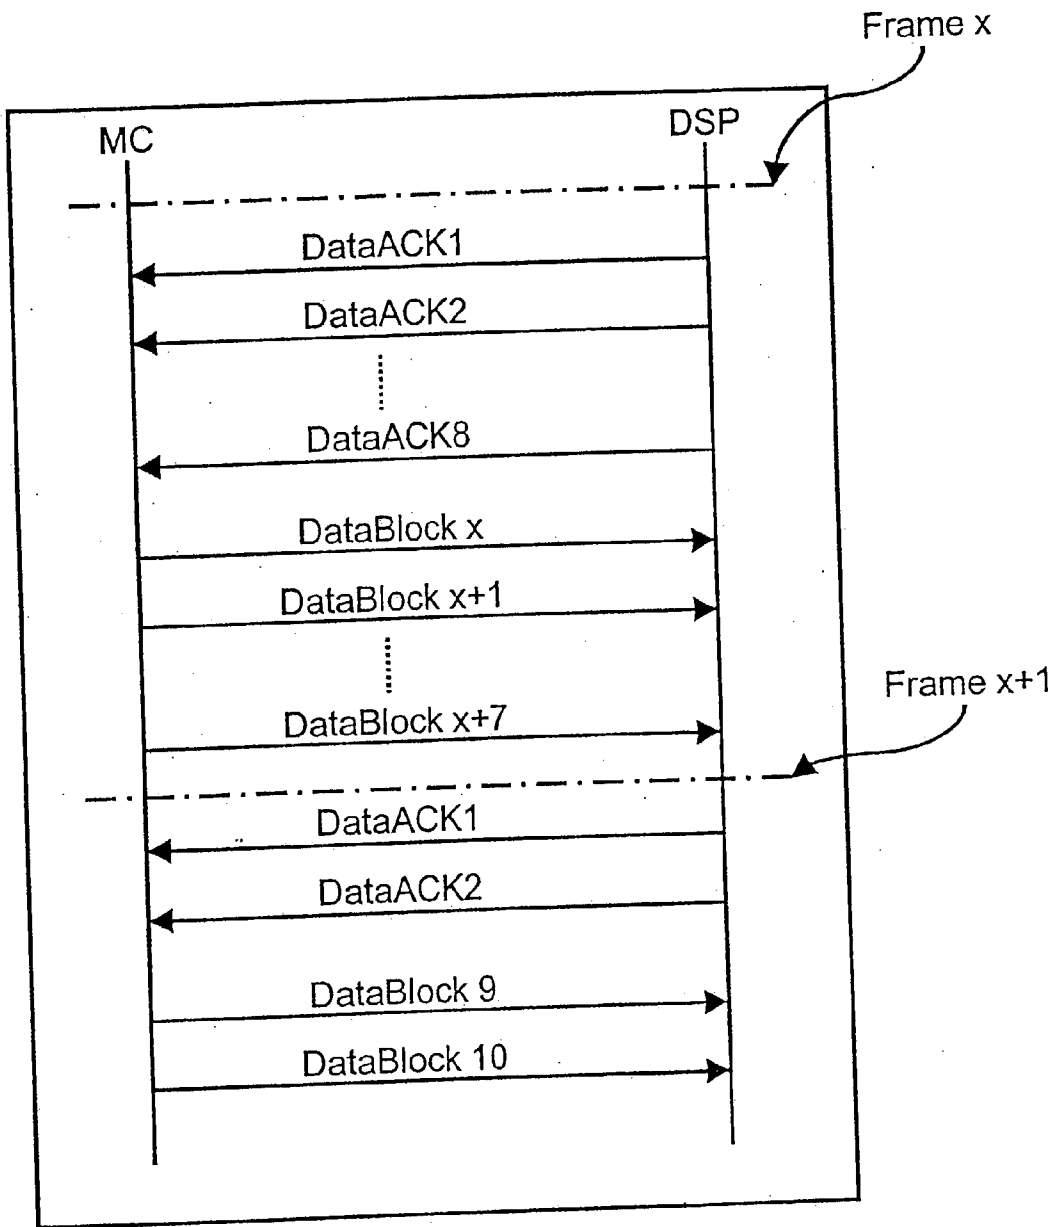 Frame x
MC
DSP
DataACK1
DataACK2
DataACK8
DataBlock x
DataBlock x+1
DataBlock x+7
Frame x+1
DataACK1
DataACK2
DataBlock 9
DataBlock 10